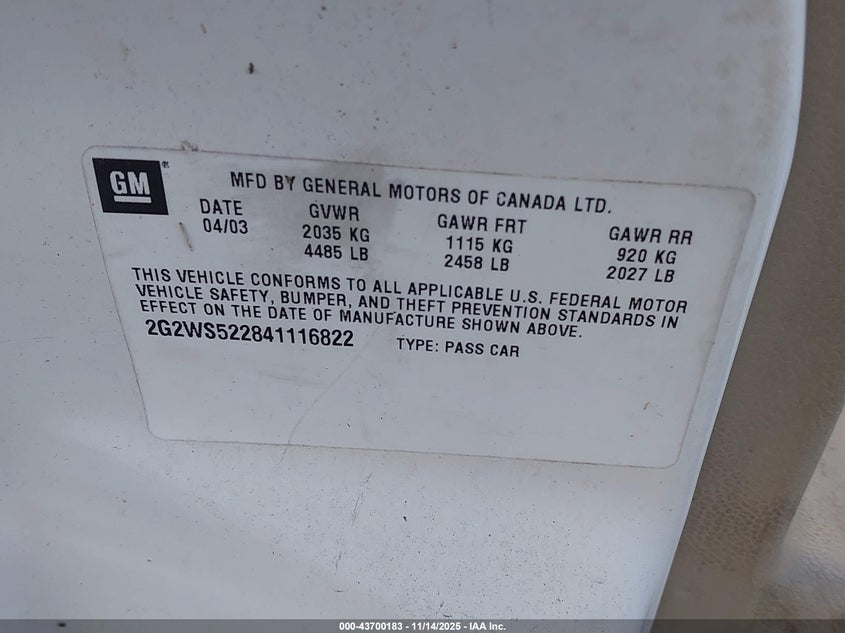 GM
MFD BY GENERAL MOTORS OF CANADA LTD.
DATE GVWR GAWR FRT GAWR RR
04/03 2035 KG 1115 KG 920 KG
4485 LB 2458 LB 2027 LB
THIS VEHICLE CONFORMS TO ALL APPLICABLE U.S. FEDERAL MOTOR
VEHICLE SAFETY, BUMPER, AND THEFT PREVENTION STANDARDS IN
EFFECT ON THE DATE OF MANUFACTURE SHOWN ABOVE.
2G2WS522841116822 TYPE: PASS CAR
000-43700183 - 11/14/2025 - IAA Inc.